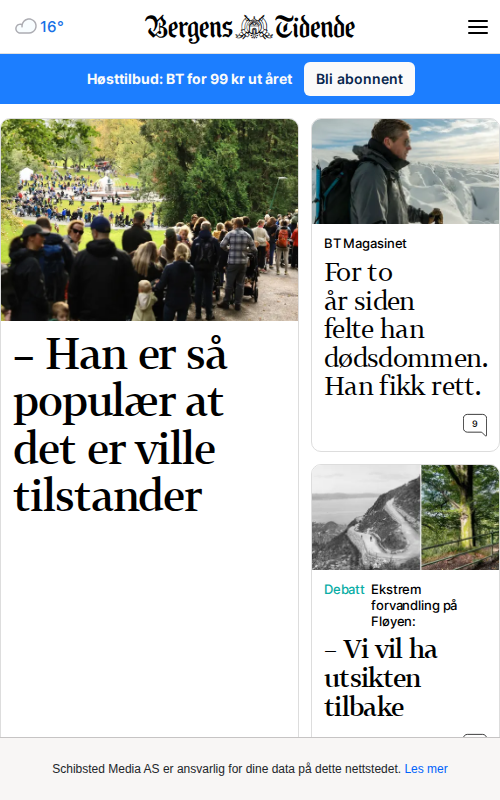 16°
Bergens Tidende
Høsttilbud: BT for 99 kr ut året
Bli abonnent
– Han er så
populær at
det er ville
tilstander
BT Magasinet
For to
år siden
felte han
dødsdommen.
Han fikk rett.
9
Debatt Ekstrem
forvandling på
Fløyen:
– Vi vil ha
utsikten
tilbake
Schibsted Media AS er ansvarlig for dine data på dette nettstedet. Les mer